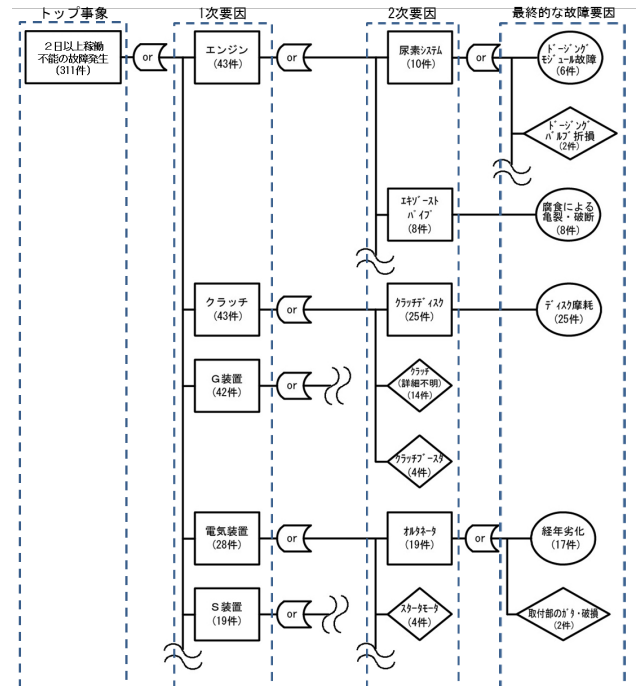 トップ事象
1次要因
2次要因
最終的な故障要因
２日以上稼働
不能の故障発生
(311件)
or
エンジン
(43件)
or
尿素システム
(10件)
or
ﾄﾞｰｼﾞﾝｸﾞ
ﾓｼﾞｭｰﾙ故障
(6件)
ﾄﾞｰｼﾞﾝｸﾞ
ﾊﾞﾙﾌﾞ折損
(2件)
ｴｷｿﾞｰｽﾄ
ﾊﾟｲﾌﾟ
(8件)
腐食による
亀裂・破断
(8件)
クラッチ
(43件)
or
ｸﾗｯﾁﾃﾞｨｽｸ
(25件)
ﾃﾞｨｽｸ摩耗
(25件)
Ｇ装置
(42件)
or
ｸﾗｯﾁ
(詳細不明)
(14件)
ｸﾗｯﾁﾌﾞｰｽﾀ
(4件)
電気装置
(28件)
or
ｵﾙﾀﾈｰﾀ
(19件)
or
経年劣化
(17件)
Ｓ装置
(19件)
or
ｽﾀｰﾀﾓｰﾀ
(4件)
取付部のｶﾞﾀ・破損
(2件)